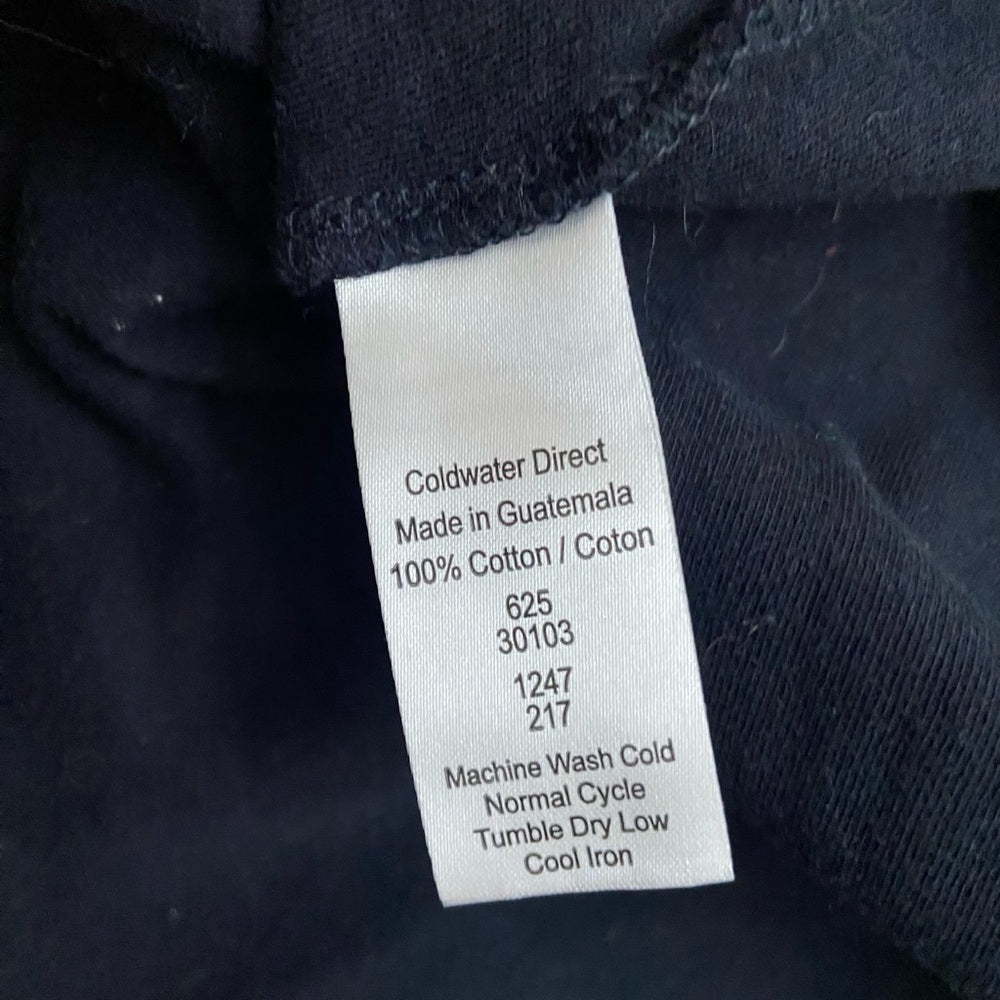 Coldwater Direct
Made in Guatemala
100% Cotton / Coton
625
30103
1247
217
Machine Wash Cold
Normal Cycle
Tumble Dry Low
Cool Iron